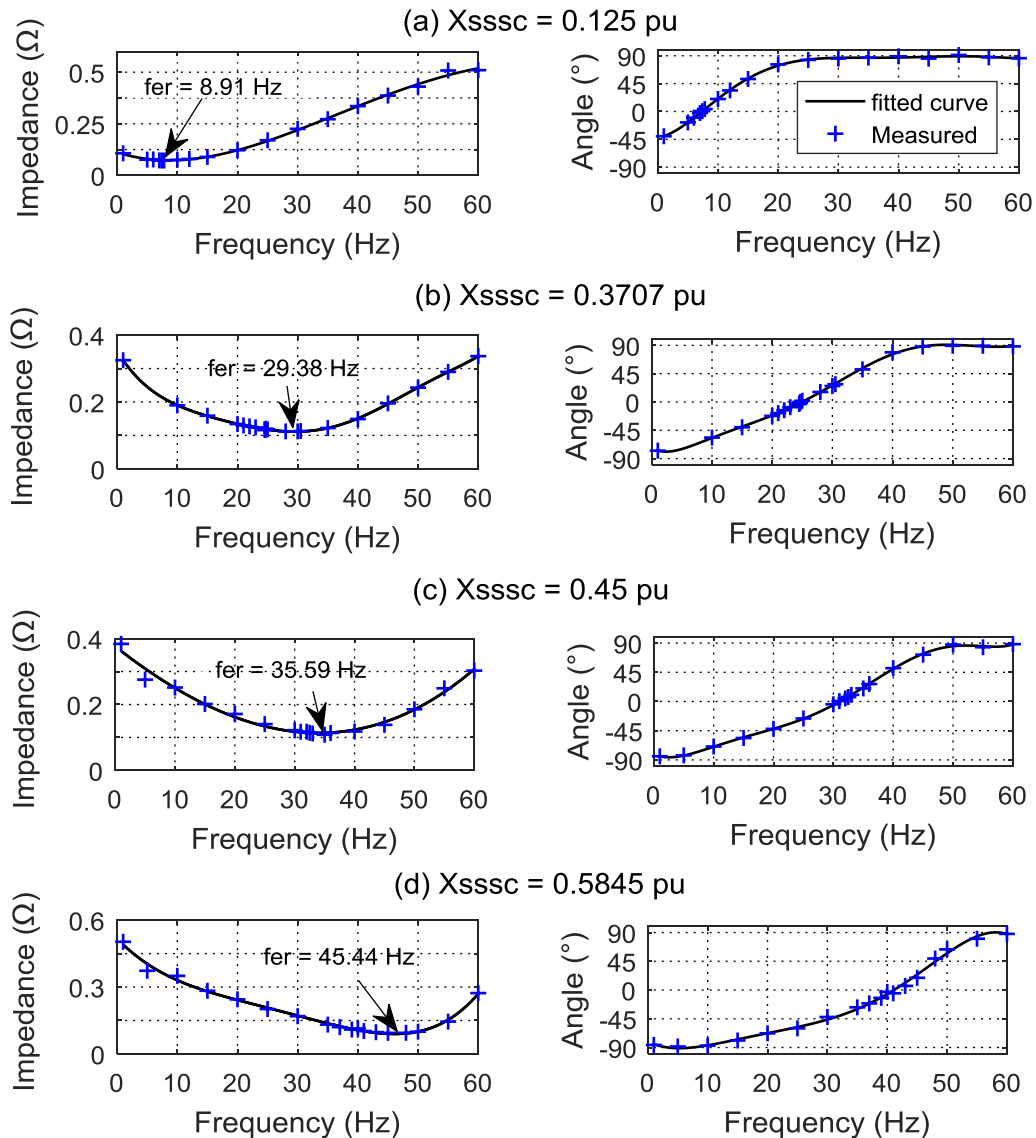 (a) Xsssc = 0.125 pu
Impedance (Ω)
0.5
0.25
0
fer = 8.91 Hz
0 10 20 30 40 50 60
Frequency (Hz)
Angle (°)
90
45
0
-45
-90
fitted curve
Measured
0 10 20 30 40 50 60
Frequency (Hz)
(b) Xsssc = 0.3707 pu
Impedance (Ω)
0.4
0.2
0
fer = 29.38 Hz
0 10 20 30 40 50 60
Frequency (Hz)
Angle (°)
90
45
0
-45
-90
0 10 20 30 40 50 60
Frequency (Hz)
(c) Xsssc = 0.45 pu
Impedance (Ω)
0.4
0.2
0
fer = 35.59 Hz
0 10 20 30 40 50 60
Frequency (Hz)
Angle (°)
90
45
0
-45
-90
0 10 20 30 40 50 60
Frequency (Hz)
(d) Xsssc = 0.5845 pu
Impedance (Ω)
0.6
0.3
0
fer = 45.44 Hz
0 10 20 30 40 50 60
Frequency (Hz)
Angle (°)
90
45
0
-45
-90
0 10 20 30 40 50 60
Frequency (Hz)